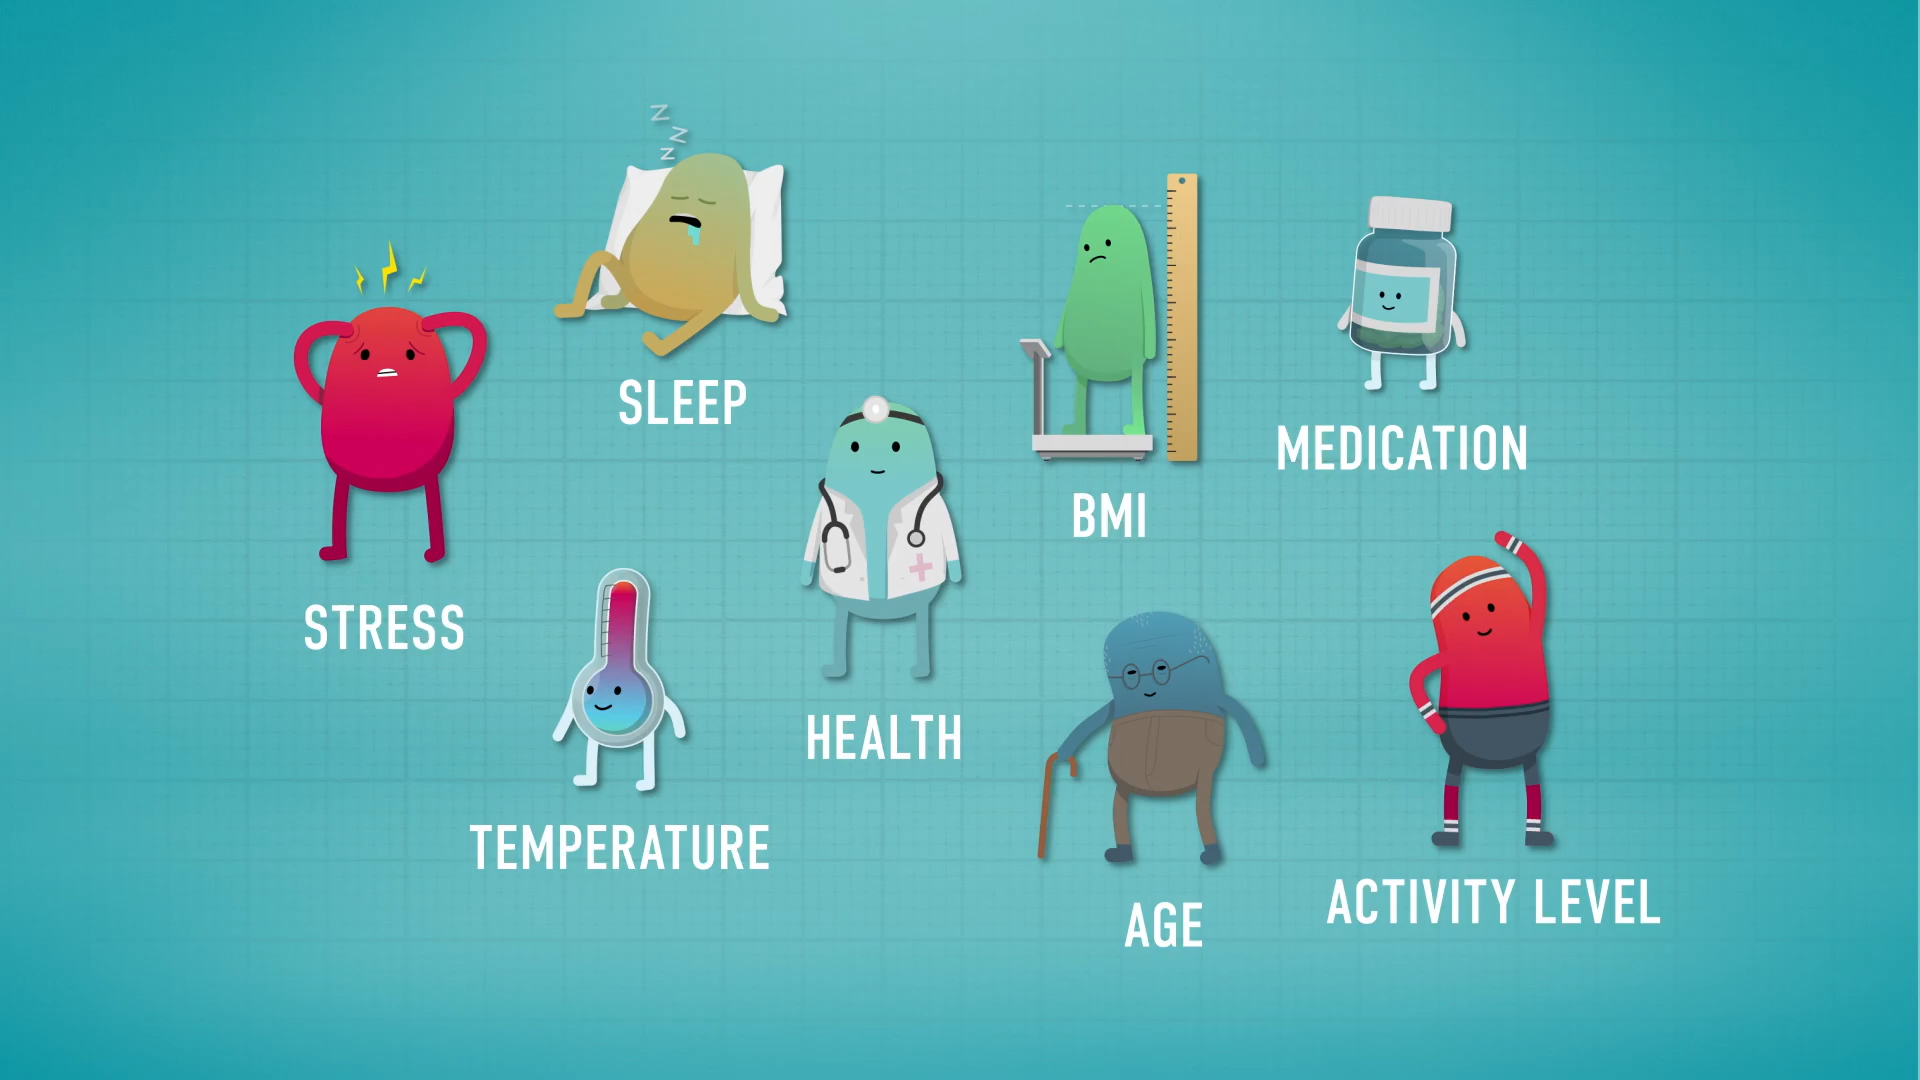 Z
Z
Z
SLEEP
STRESS
BMI
MEDICATION
HEALTH
TEMPERATURE
AGE
ACTIVITY LEVEL